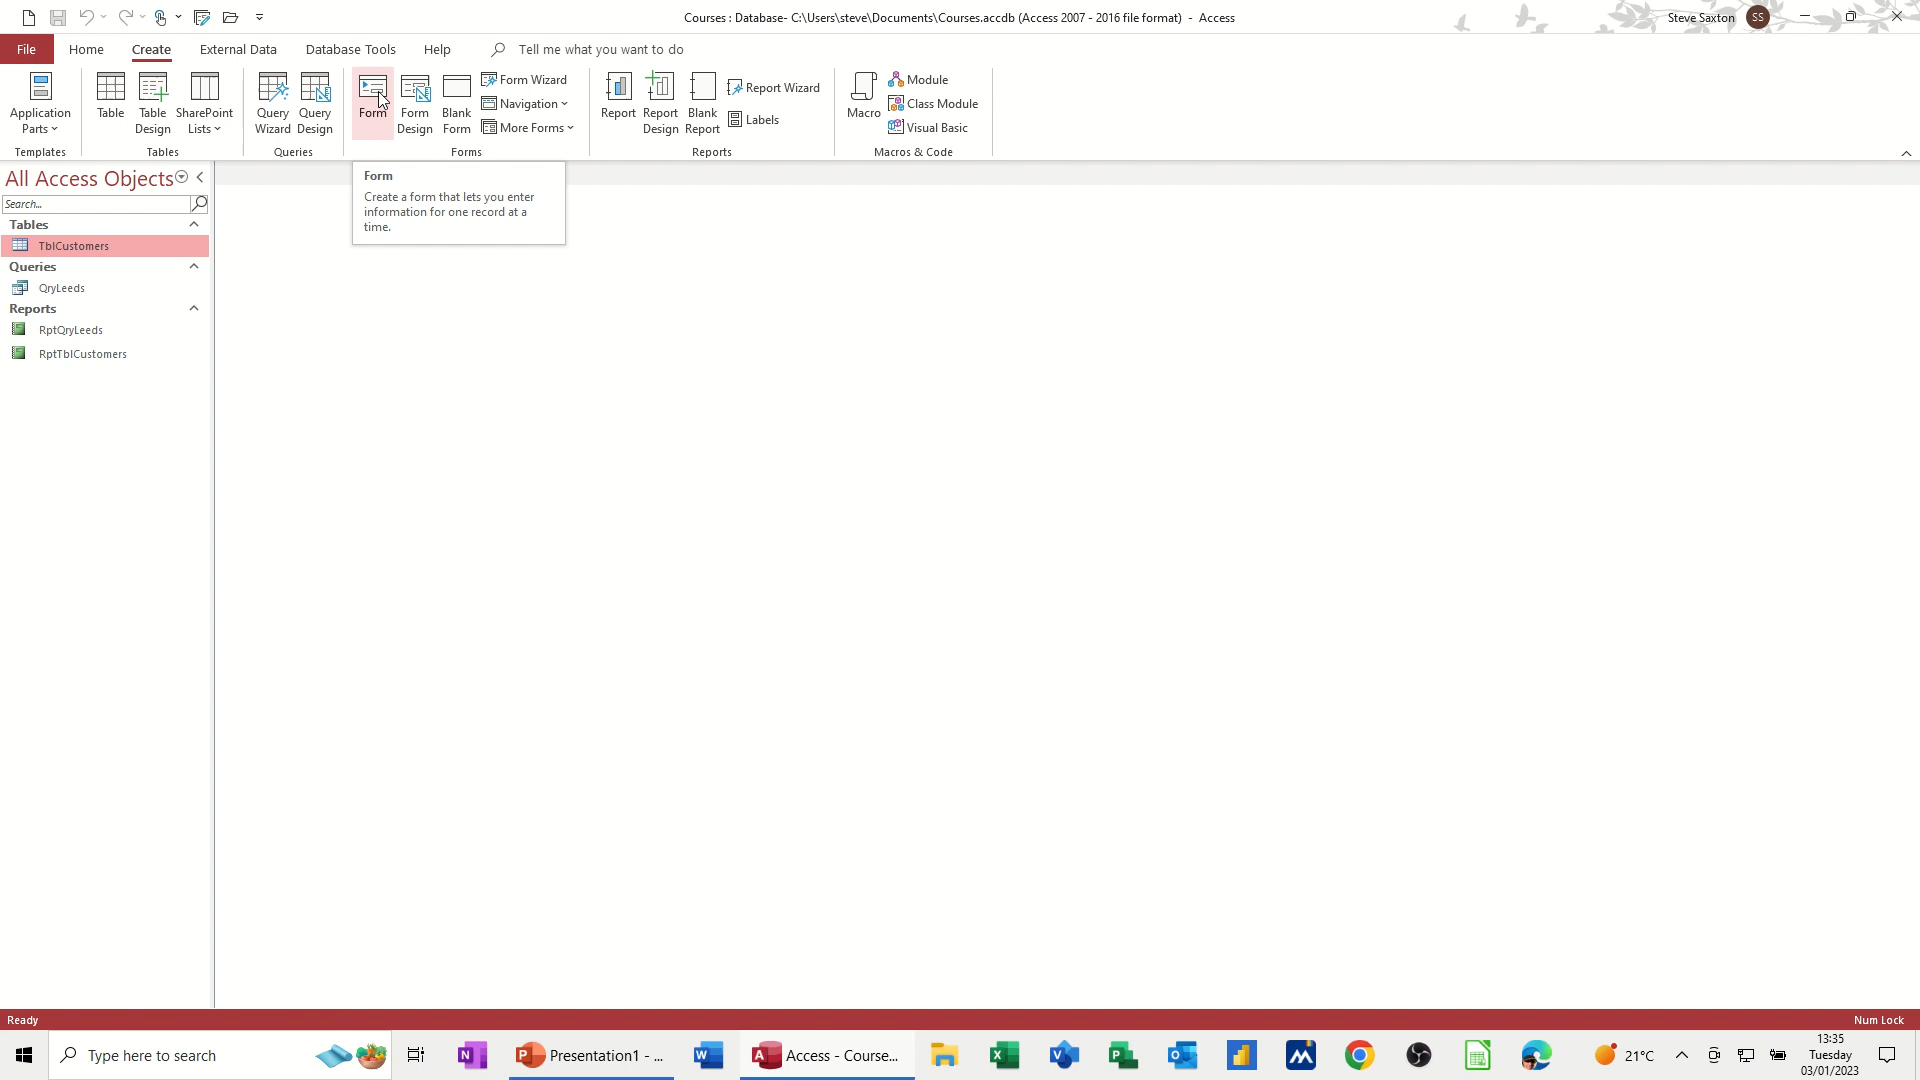 Courses : Database- C:\Users\steve\Documents\Courses.accdb (Access 2007 - 2016 file format) - Access
Steve Saxton SS
File Home Create External Data Database Tools Help Tell me what you want to do
Application Parts
Table
Table Design
SharePoint Lists
Query Wizard
Query Design
Form
Form Design
Blank Form
Form Wizard
Navigation
More Forms
Report
Report Design
Blank Report
Report Wizard
Labels
Macro
Module
Class Module
Visual Basic
Templates Tables Queries Forms Reports Macros & Code
All Access Objects
Search...
Tables
TblCustomers
Queries
QryLeeds
Reports
RptQryLeeds
RptTblCustomers
Form
Create a form that lets you enter
information for one record at a
time.
Ready
Num Lock
Type here to search
Presentation1 - ...
Access - Course...
21°C
13:35
Tuesday
03/01/2023